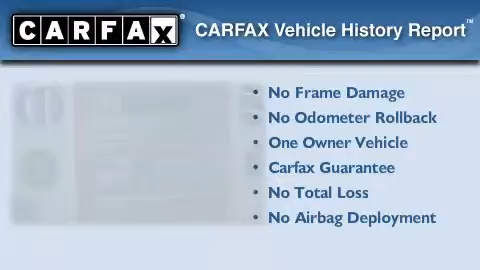 CARFAX CARFAX Vehicle History Report™
• No Frame Damage
• No Odometer Rollback
• One Owner Vehicle
• Carfax Guarantee
• No Total Loss
• No Airbag Deployment